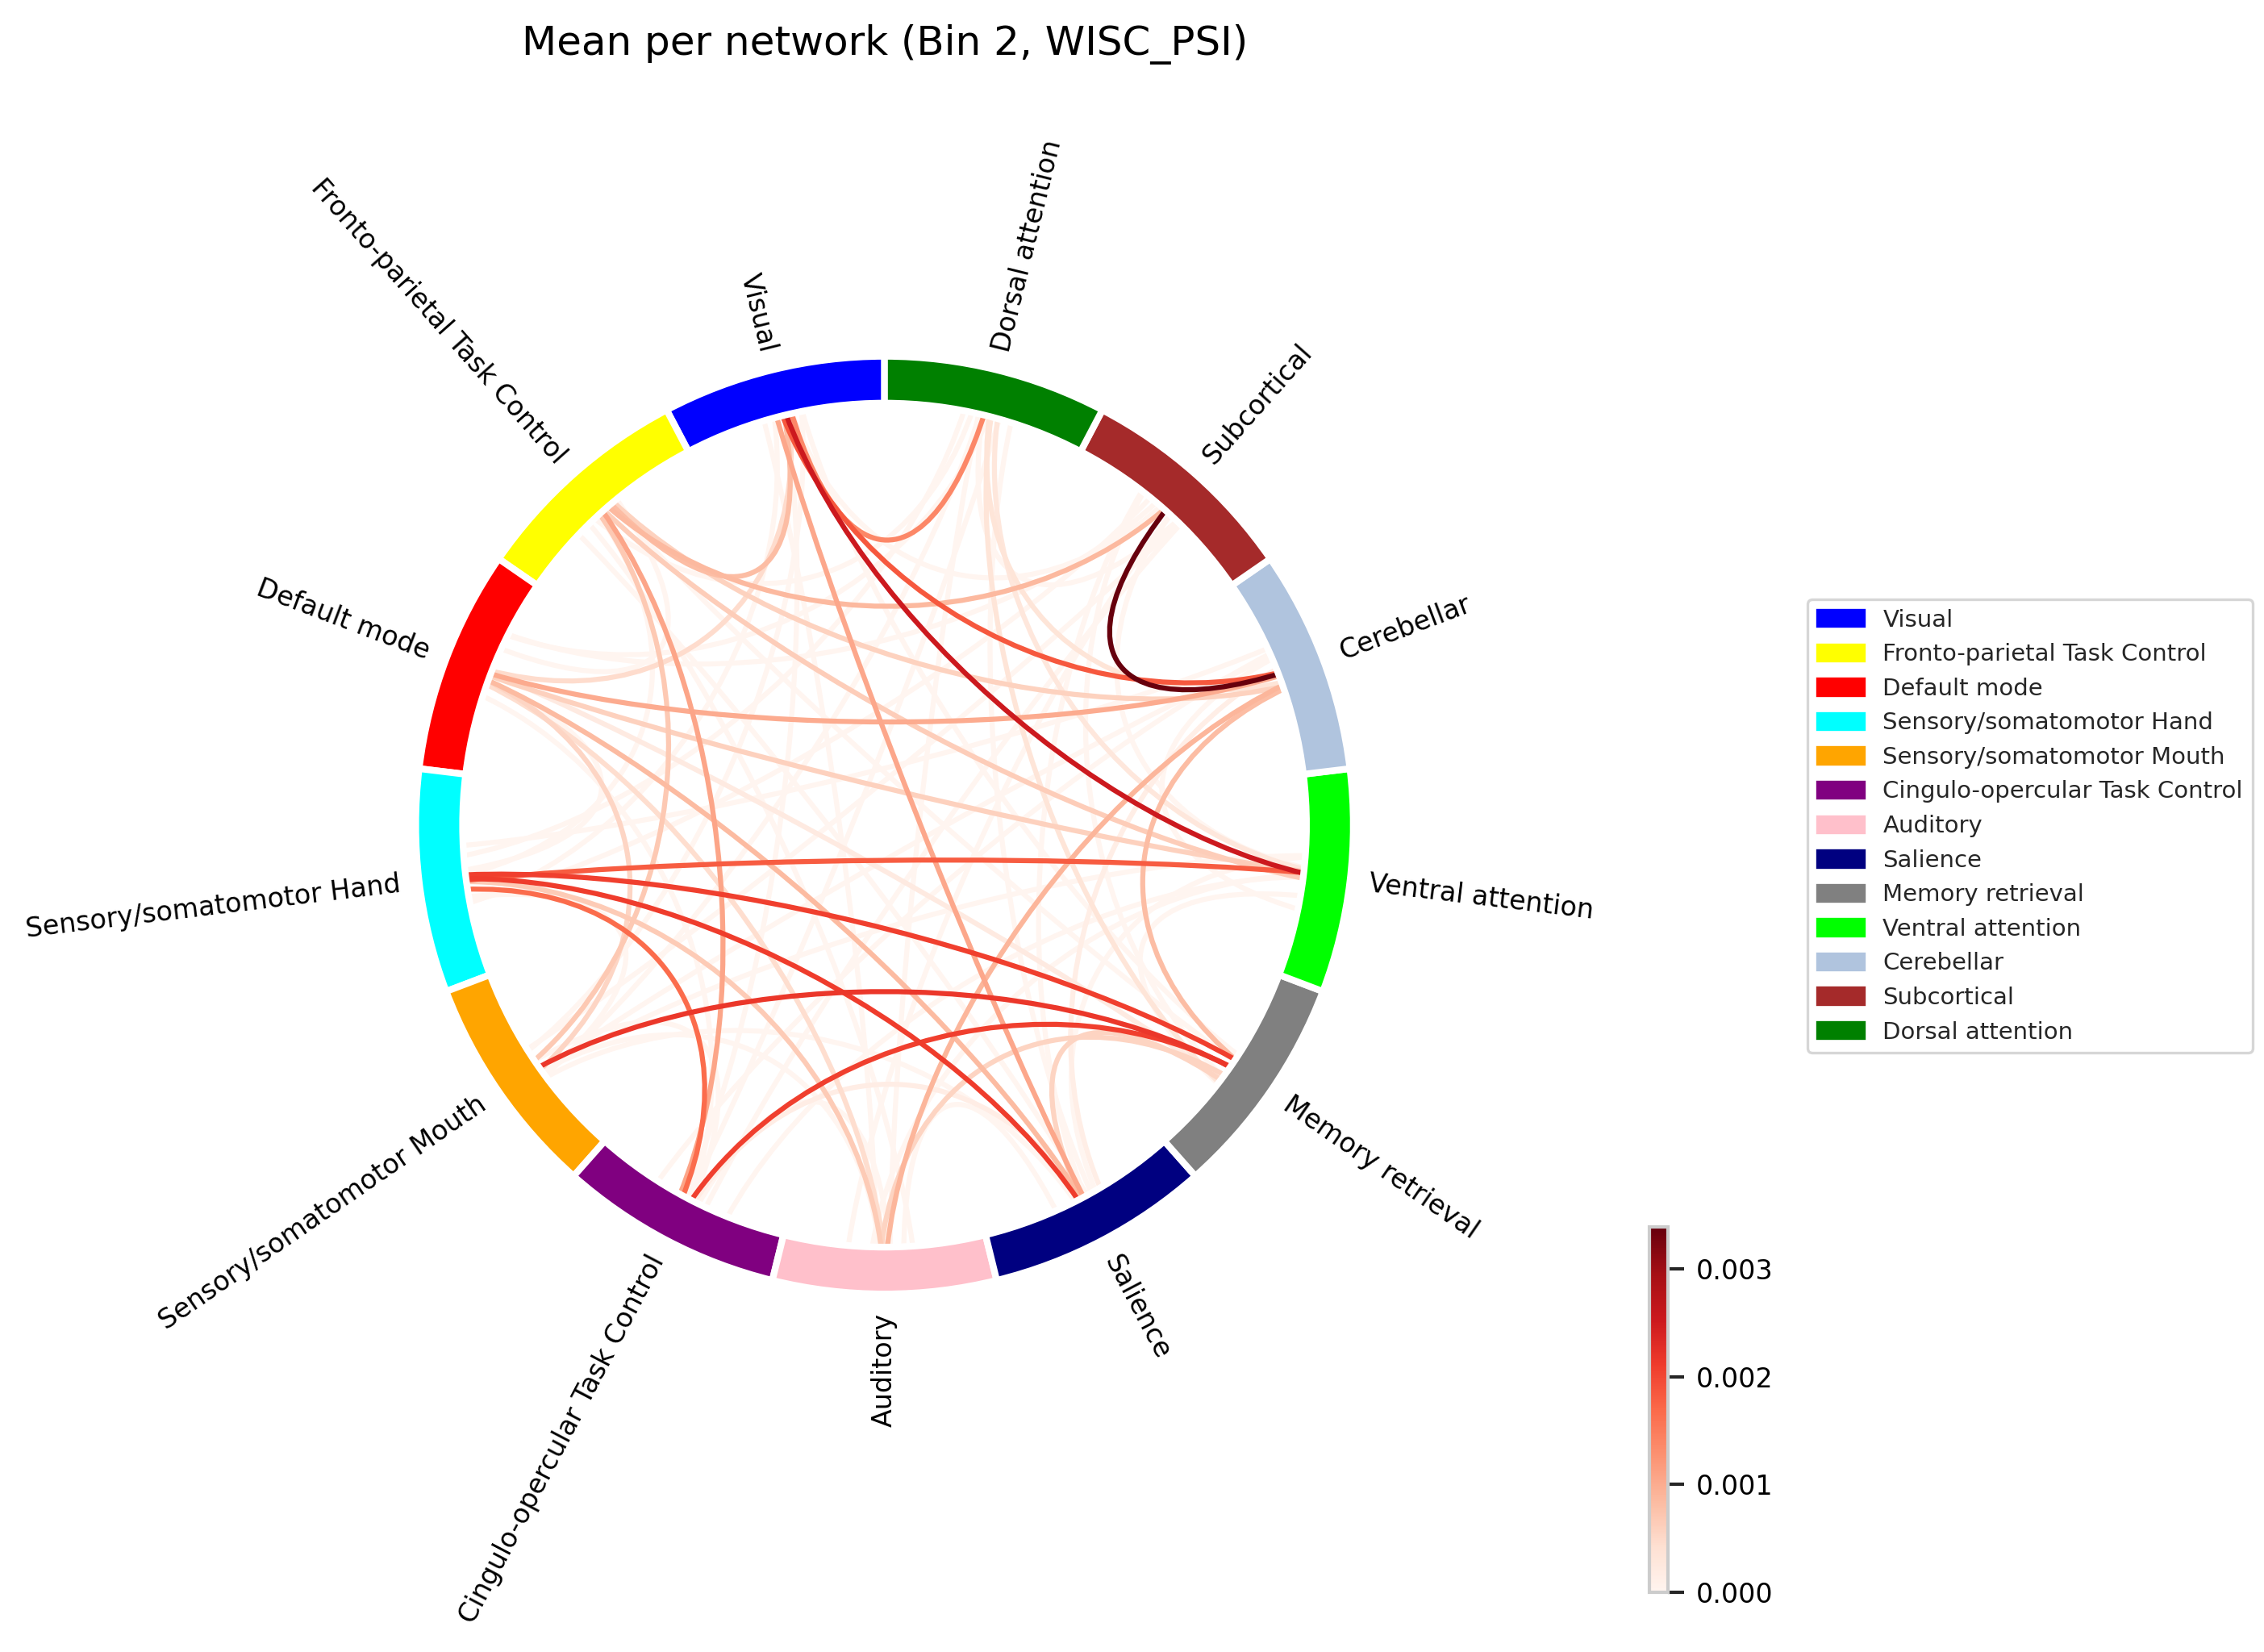 Mean per network (Bin 2, WISC_PSI)
Dorsal attention
Fronto-parietal Task Control
Visual
Subcortical
Default mode
Cerebellar
Sensory/somatomotor Hand
Ventral attention
Sensory/somatomotor Mouth
Memory retrieval
Cingulo-opercular Task Control
Auditory
Salience
Visual
Fronto-parietal Task Control
Default mode
Sensory/somatomotor Hand
Sensory/somatomotor Mouth
Cingulo-opercular Task Control
Auditory
Salience
Memory retrieval
Ventral attention
Cerebellar
Subcortical
Dorsal attention
0.003
0.002
0.001
0.000